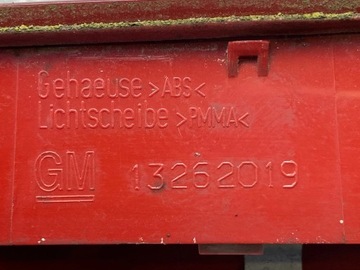 Gehaeuse >ABS<
Lichtscheibe >PMMA<
GM 13262019